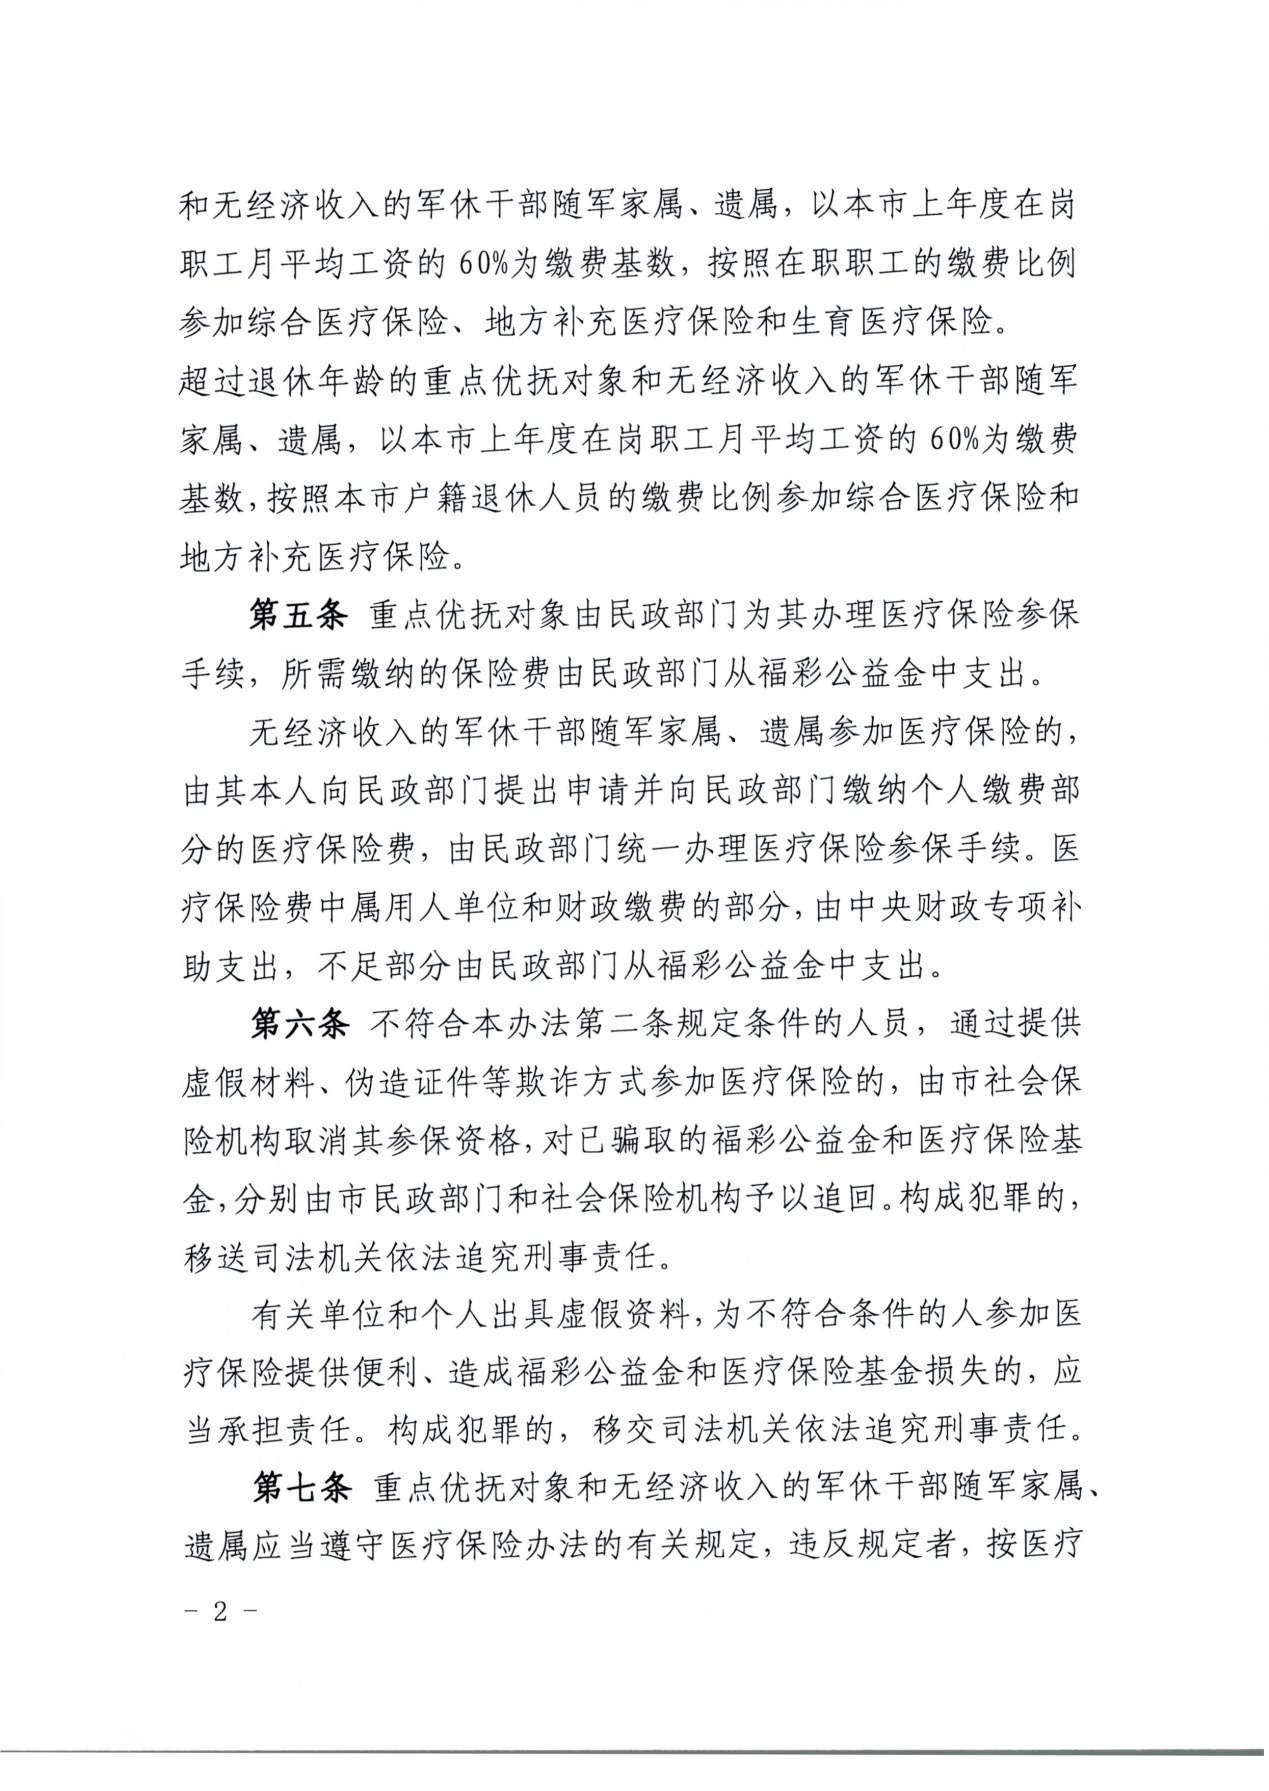 和无经济收入的军休干部随军家属、遗属，以本市上年度在岗
职工月平均工资的 60%为缴费基数，按照在职职工的缴费比例
参加综合医疗保险、地方补充医疗保险和生育医疗保险。
超过退休年龄的重点优抚对象和无经济收入的军休干部随军
家属、遗属，以本市上年度在岗职工月平均工资的 60%为缴费
基数，按照本市户籍退休人员的缴费比例参加综合医疗保险和
地方补充医疗保险。
第五条 重点优抚对象由民政部门为其办理医疗保险参保
手续，所需缴纳的保险费由民政部门从福彩公益金中支出。
无经济收入的军休干部随军家属、遗属参加医疗保险的，
由其本人向民政部门提出申请并向民政部门缴纳个人缴费部
分的医疗保险费，由民政部门统一办理医疗保险参保手续。医
疗保险费中属用人单位和财政缴费的部分，由中央财政专项补
助支出，不足部分由民政部门从福彩公益金中支出。
第六条 不符合本办法第二条规定条件的人员，通过提供
虚假材料、伪造证件等欺诈方式参加医疗保险的，由市社会保
险机构取消其参保资格，对已骗取的福彩公益金和医疗保险基
金，分别由市民政部门和社会保险机构予以追回。构成犯罪的，
移送司法机关依法追究刑事责任。
有关单位和个人出具虚假资料，为不符合条件的人参加医
疗保险提供便利、造成福彩公益金和医疗保险基金损失的，应
当承担责任。构成犯罪的，移交司法机关依法追究刑事责任。
第七条 重点优抚对象和无经济收入的军休干部随军家属、
遗属应当遵守医疗保险办法的有关规定，违反规定者，按医疗
－ 2 －